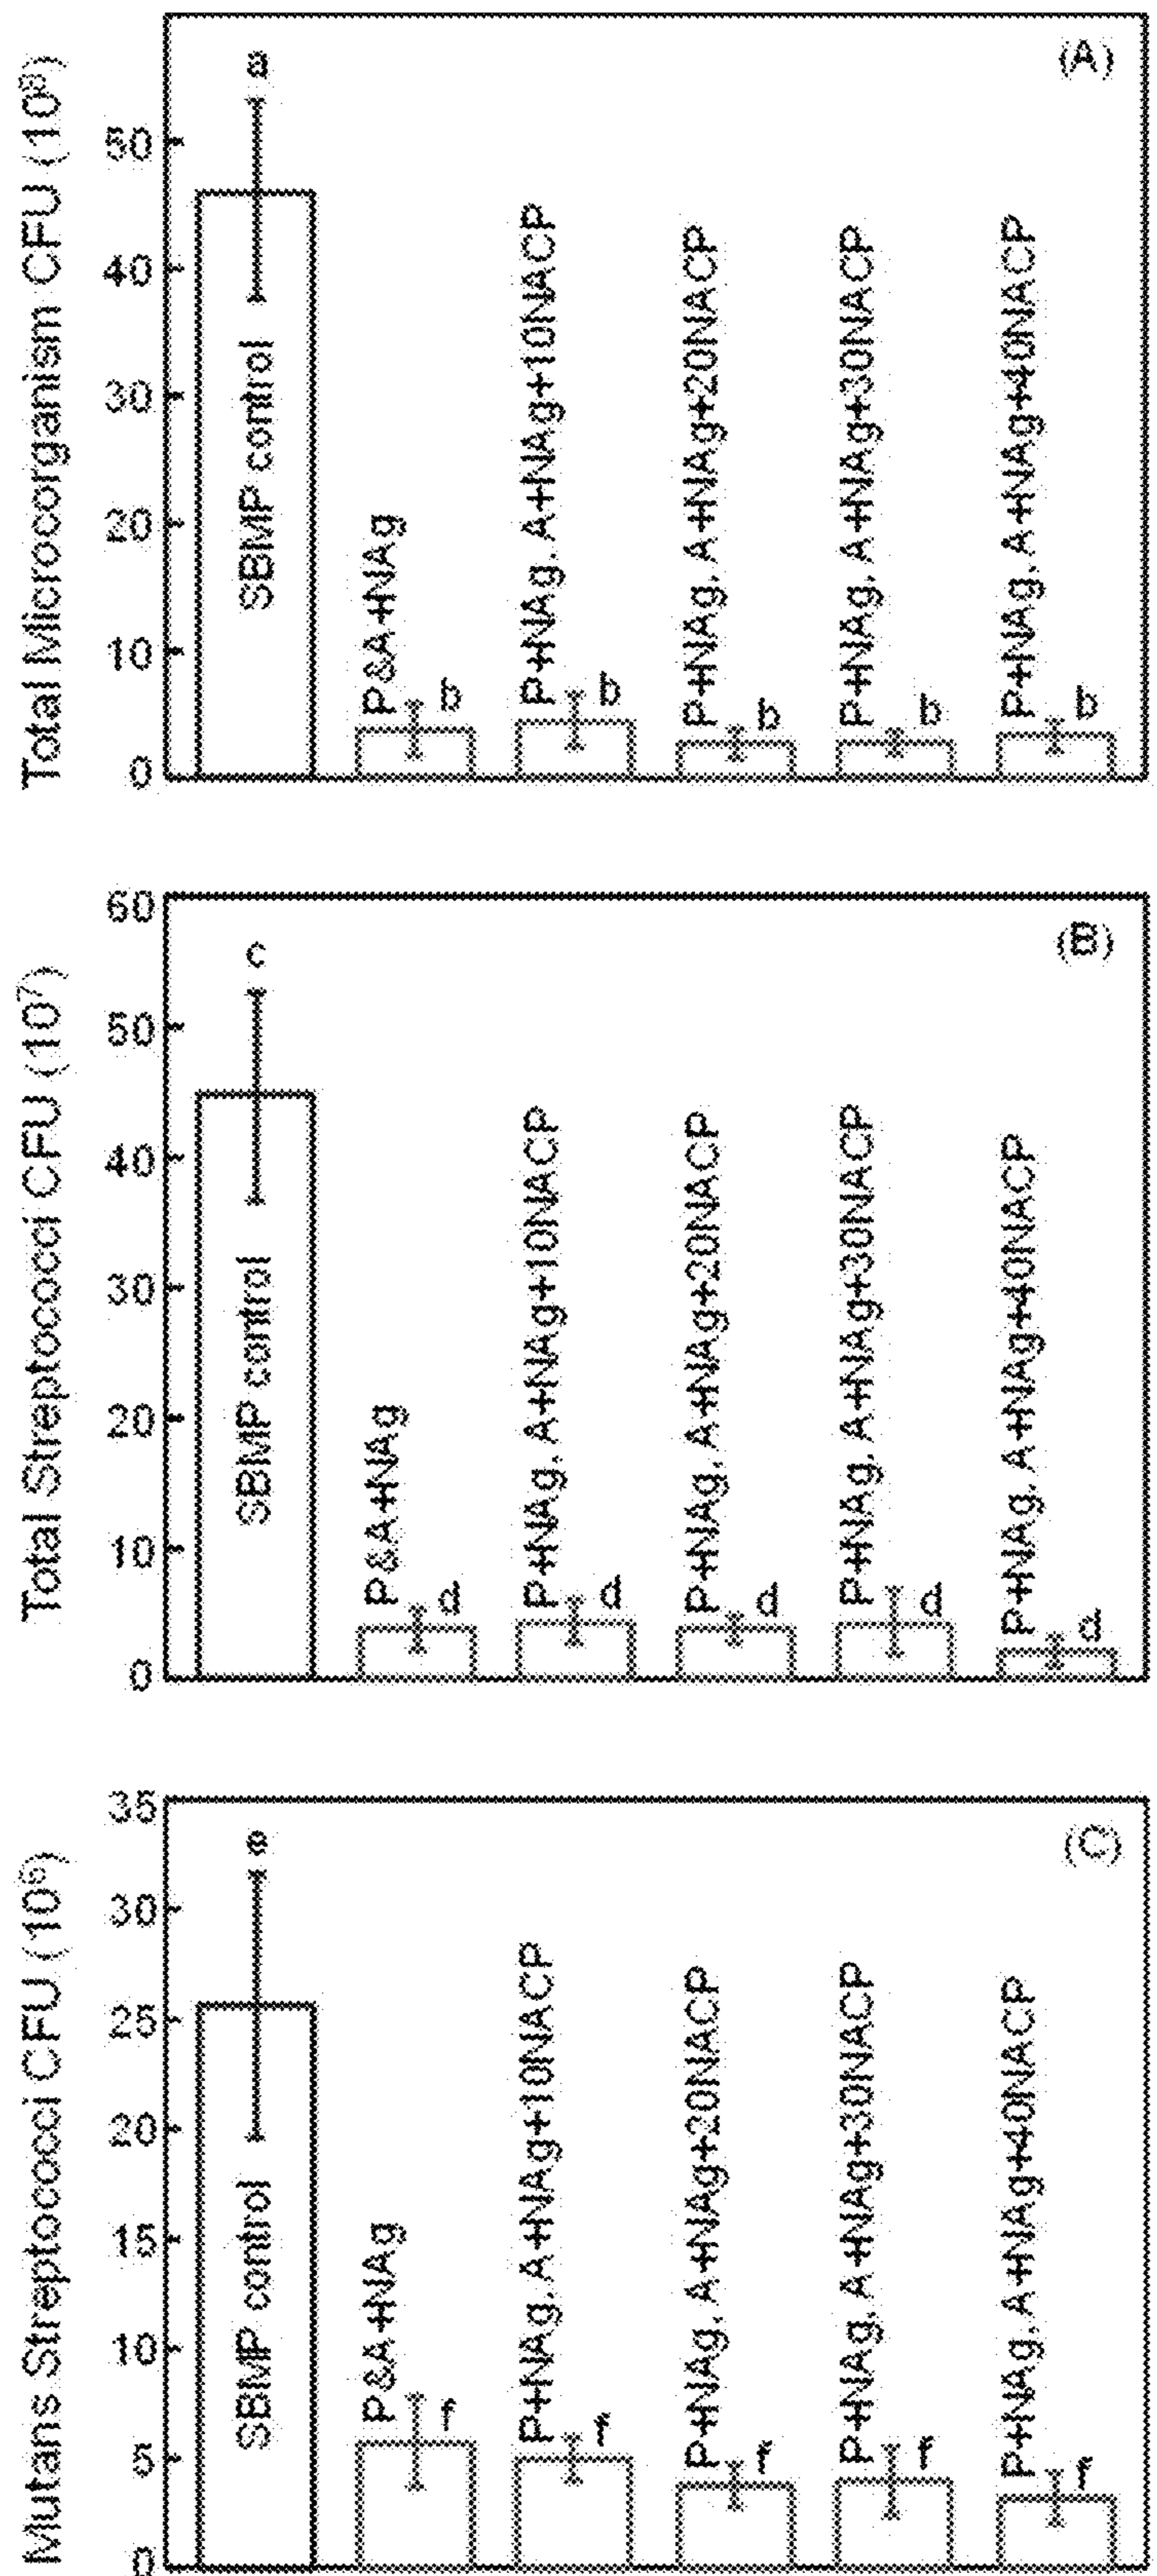 (A)
Total Microorganism CFU (10⁸)
50
40
30
20
10
0
a
SBMP control
P&A+NAg
b
P+NAg, A+NAg+10NACP
b
P+NAg, A+NAg+20NACP
b
P+NAg, A+NAg+30NACP
b
P+NAg, A+NAg+40NACP
b
(B)
Total Streptococci CFU (10⁷)
60
50
40
30
20
10
0
c
SBMP control
P&A+NAg
d
P+NAg, A+NAg+10NACP
d
P+NAg, A+NAg+20NACP
d
P+NAg, A+NAg+30NACP
d
P+NAg, A+NAg+40NACP
d
(C)
Mutans Streptococci CFU (10⁶)
35
30
25
20
15
10
5
0
e
SBMP control
P&A+NAg
f
P+NAg, A+NAg+10NACP
f
P+NAg, A+NAg+20NACP
f
P+NAg, A+NAg+30NACP
f
P+NAg, A+NAg+40NACP
f